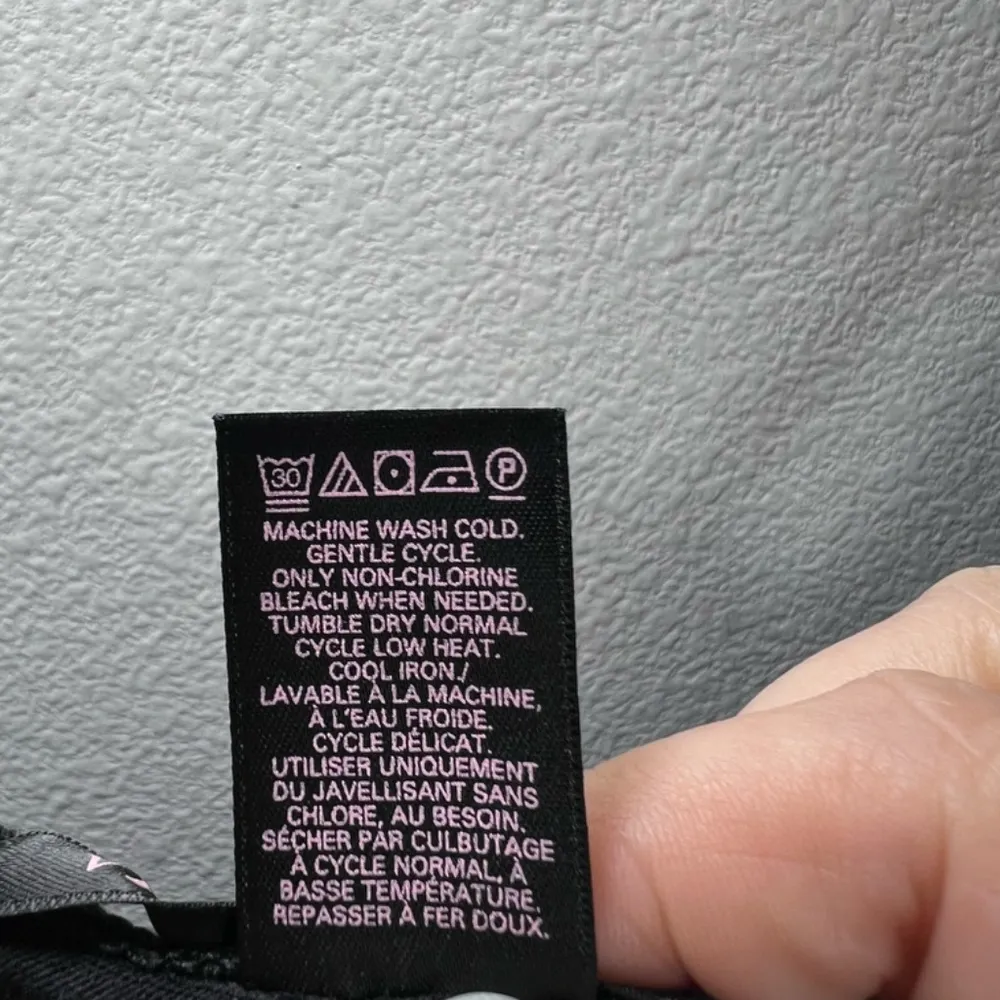 30 P
MACHINE WASH COLD.
GENTLE CYCLE.
ONLY NON-CHLORINE
BLEACH WHEN NEEDED.
TUMBLE DRY NORMAL
CYCLE LOW HEAT.
COOL IRON./
LAVABLE À LA MACHINE,
À L'EAU FROIDE.
CYCLE DÉLICAT.
UTILISER UNIQUEMENT
DU JAVELLISANT SANS
CHLORE, AU BESOIN.
SÉCHER PAR CULBUTAGE
À CYCLE NORMAL, À
BASSE TEMPÉRATURE.
REPASSER À FER DOUX.